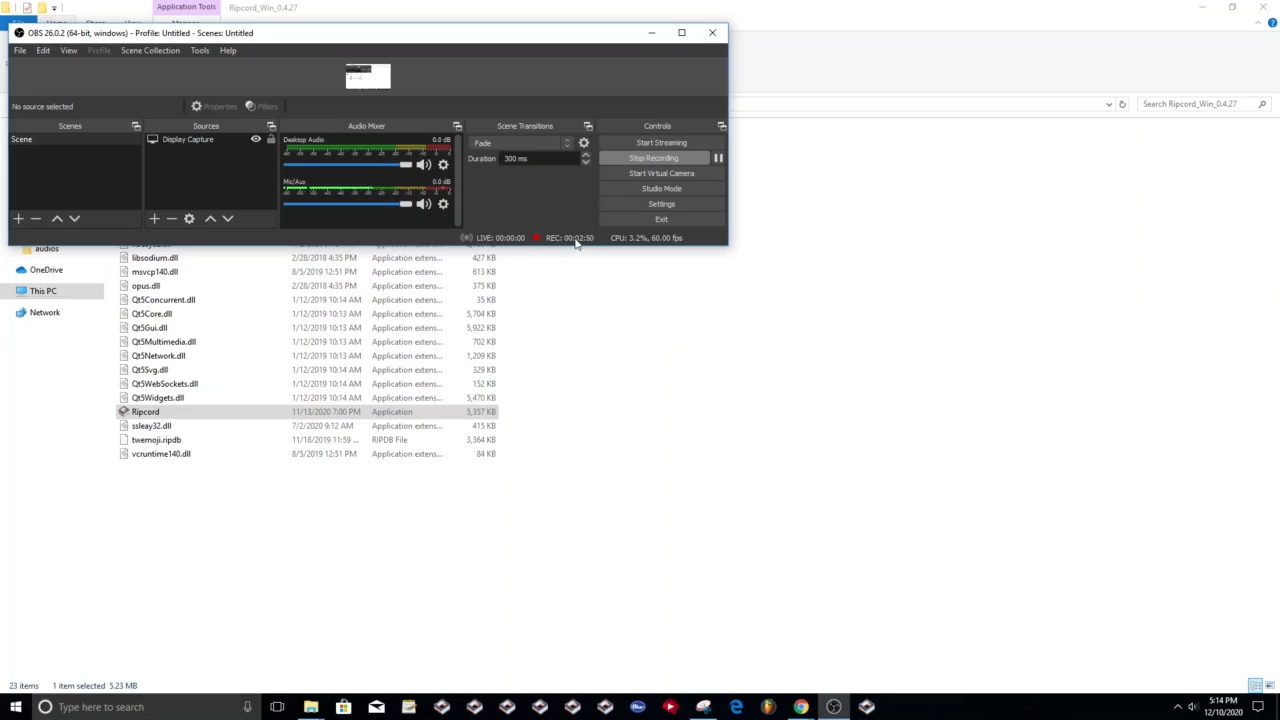 Application Tools
Ripcord_Win_0.4.27
OBS 26.0.2 (64-bit, windows) - Profile: Untitled - Scenes: Untitled
File Edit View Profile Scene Collection Tools Help
No source selected
Properties
Filters
Scenes
Sources
Audio Mixer
Scene Transitions
Controls
Scene
Display Capture
Desktop Audio
0.0 dB
Mic/Aux
0.0 dB
Fade
Duration 300 ms
Start Streaming
Stop Recording
Start Virtual Camera
Studio Mode
Settings
Exit
LIVE: 00:00:00
REC: 00:02:50
CPU: 3.2%, 60.00 fps
Search Ripcord_Win_0.4.27
audios
OneDrive
This PC
Network
libsodium.dll 2/28/2018 4:35 PM Application extens... 427 KB
msvcp140.dll 8/5/2019 12:51 PM Application extens... 613 KB
opus.dll 2/28/2018 4:35 PM Application extens... 375 KB
Qt5Concurrent.dll 1/12/2019 10:14 AM Application extens... 35 KB
Qt5Core.dll 1/12/2019 10:13 AM Application extens... 5,704 KB
Qt5Gui.dll 1/12/2019 10:13 AM Application extens... 5,922 KB
Qt5Multimedia.dll 1/12/2019 10:14 AM Application extens... 702 KB
Qt5Network.dll 1/12/2019 10:13 AM Application extens... 1,209 KB
Qt5Svg.dll 1/12/2019 10:14 AM Application extens... 329 KB
Qt5WebSockets.dll 1/12/2019 10:14 AM Application extens... 152 KB
Qt5Widgets.dll 1/12/2019 10:14 AM Application extens... 5,470 KB
Ripcord 11/13/2020 7:00 PM Application 5,357 KB
ssleay32.dll 7/2/2020 9:12 AM Application extens... 415 KB
twemoji.ripdb 11/18/2019 11:59 ... RIPDB File 3,364 KB
vcruntime140.dll 8/5/2019 12:51 PM Application extens... 84 KB
23 items 1 item selected 5.23 MB
Type here to search
5:14 PM
12/10/2020